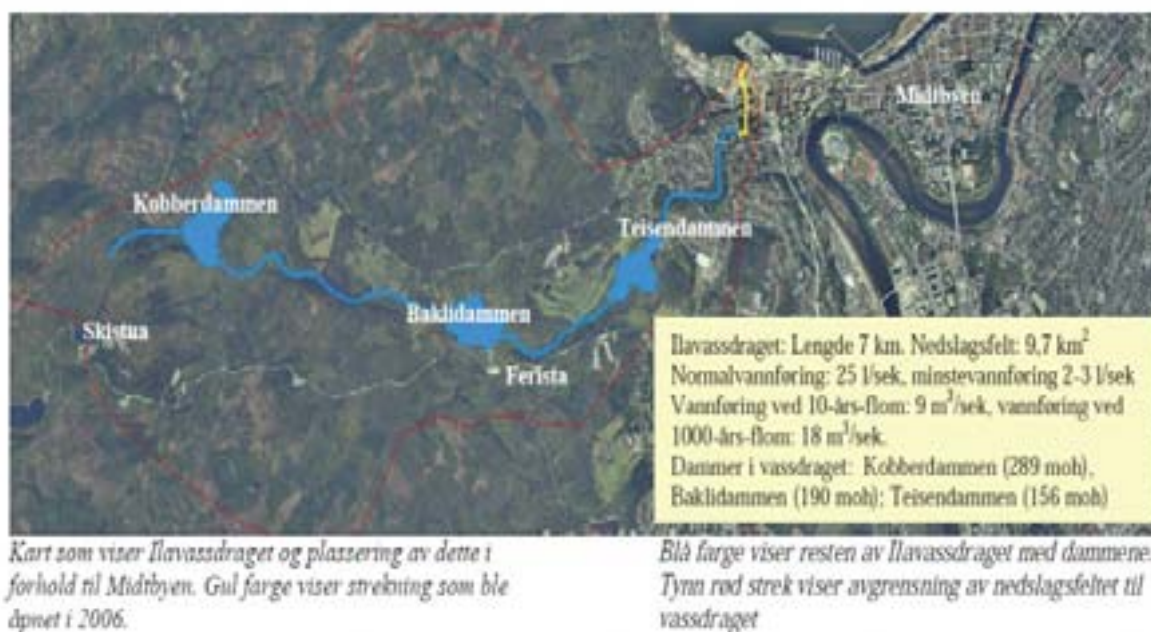 Midtbyen
Kobberdammen
Teisendammen
Baklidammen
Skistua
Ferista
Ilavassdraget: Lengde 7 km. Nedslagsfelt: 9,7 km²
Normalvannføring: 25 l/sek, minstevannføring 2-3 l/sek
Vannføring ved 10-års-flom: 9 m³/sek, vannføring ved
1000-års-flom: 18 m³/sek.
Dammer i vassdraget: Kobberdammen (289 moh),
Baklidammen (190 moh); Teisendammen (156 moh)
Kart som viser Ilavassdraget og plassering av dette i
forhold til Midtbyen. Gul farge viser strekning som ble
åpnet i 2006.
Blå farge viser resten av Ilavassdraget med dammene.
Tynn rød strek viser avgrensning av nedslagsfeltet til
vassdraget